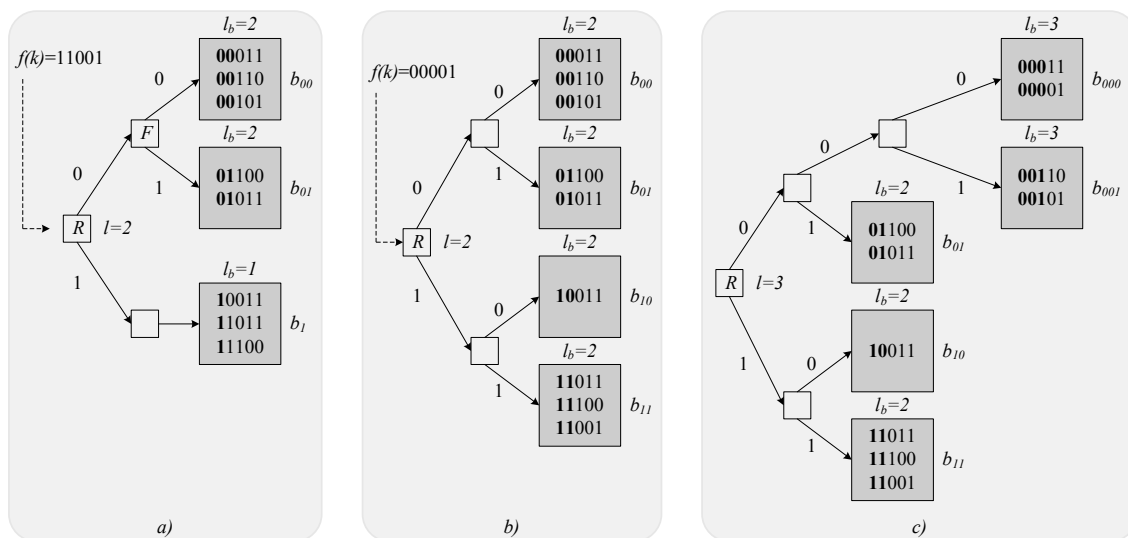 l_b=2
f(k)=11001
00011
00110
00101
b_00
0
F
l_b=2
01100
01011
b_01
1
0
R
l=2
1
l_b=1
10011
11011
11100
b_1
a)
l_b=2
f(k)=00001
00011
00110
00101
b_00
0
l_b=2
01100
01011
b_01
1
0
R
l=2
1
l_b=2
10011
b_10
0
l_b=2
11011
11100
11001
b_11
1
b)
l_b=3
00011
00001
b_000
0
0
l_b=3
00110
00101
b_001
1
l_b=2
01100
01011
b_01
1
0
R
l=3
1
l_b=2
10011
b_10
0
l_b=2
11011
11100
11001
b_11
1
c)